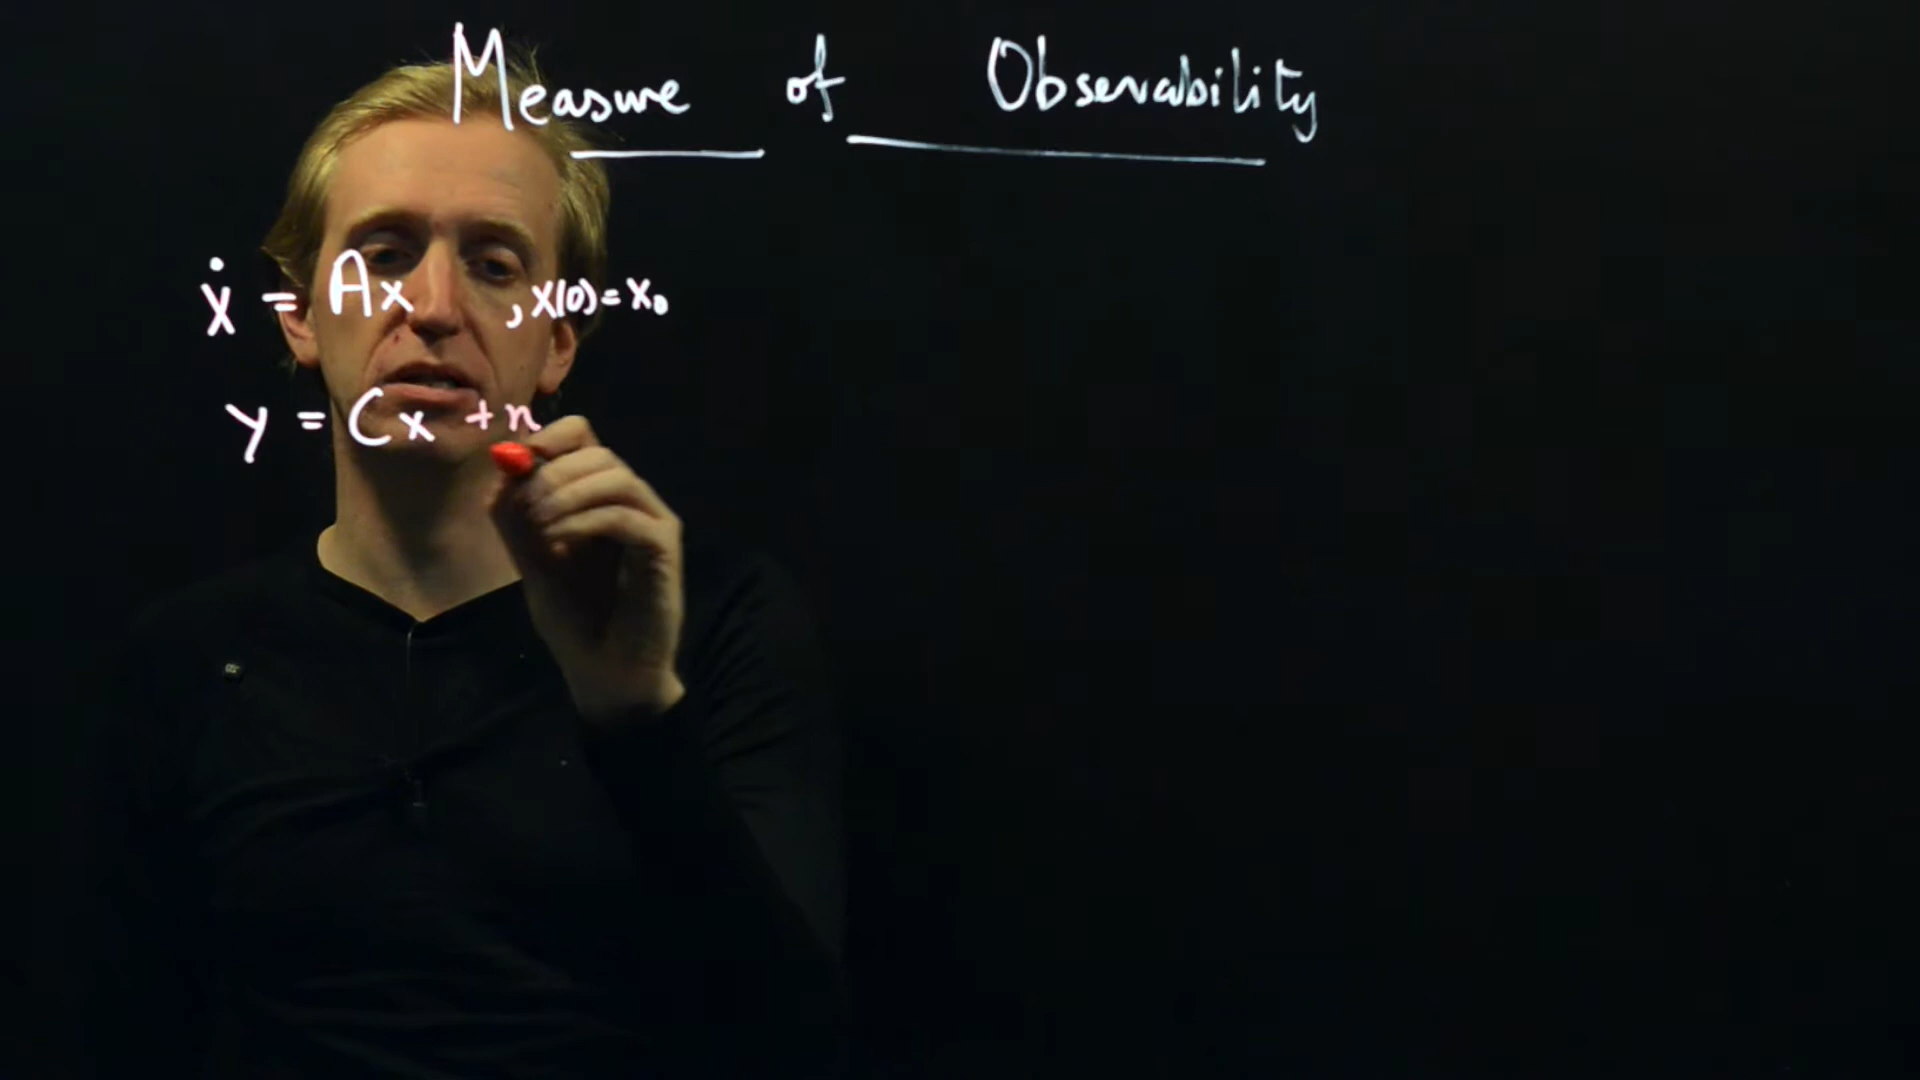 Measure of Observability
ẋ = Ax , x(0) = x₀
y = Cx + n